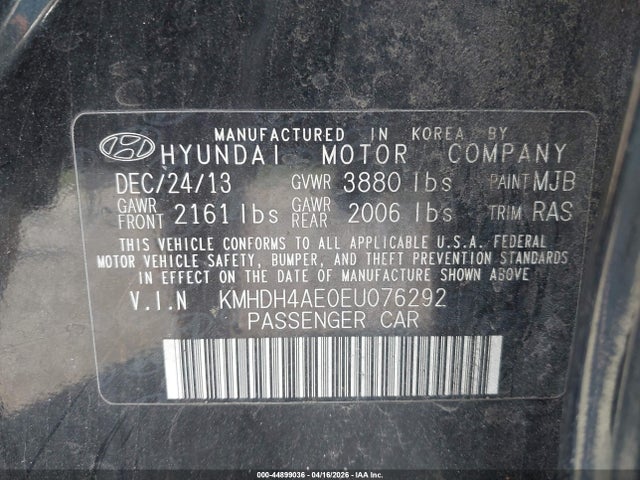 MANUFACTURED IN KOREA BY
HYUNDAI MOTOR COMPANY
DEC/24/13 GVWR 3880 lbs PAINT MJB
GAWR FRONT 2161 lbs GAWR REAR 2006 lbs TRIM RAS
THIS VEHICLE CONFORMS TO ALL APPLICABLE U.S.A. FEDERAL
MOTOR VEHICLE SAFETY, BUMPER, AND THEFT PREVENTION STANDARDS
IN EFFECT ON THE DATE OF MANUFACTURE SHOWN ABOVE
V.I.N KMHDH4AE0EU076292
PASSENGER CAR
000-44899036 - 04/16/2026 - IAA Inc.